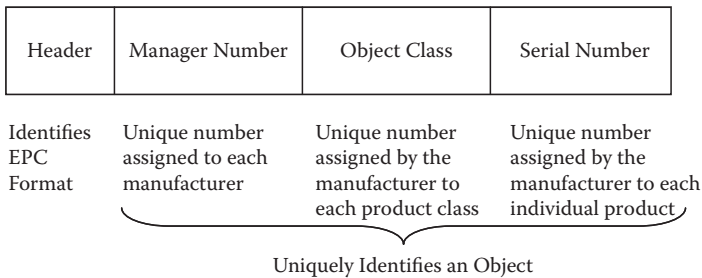 Header Manager Number Object Class Serial Number
Identifies EPC Format
Unique number assigned to each manufacturer
Unique number assigned by the manufacturer to each product class
Unique number assigned by the manufacturer to each individual product
Uniquely Identifies an Object